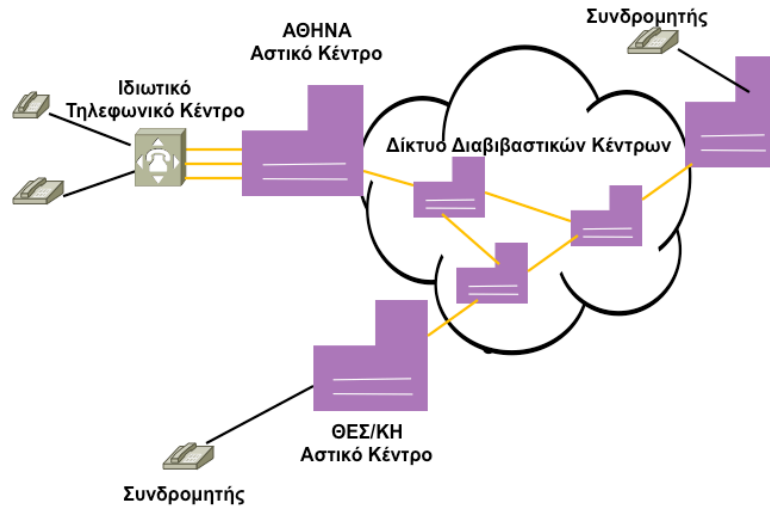 Συνδρομητής
ΑΘΗΝΑ
Αστικό Κέντρο
Ιδιωτικό
Τηλεφωνικό Κέντρο
Δίκτυο Διαβιβαστικών Κέντρων
ΘΕΣ/ΚΗ
Αστικό Κέντρο
Συνδρομητής